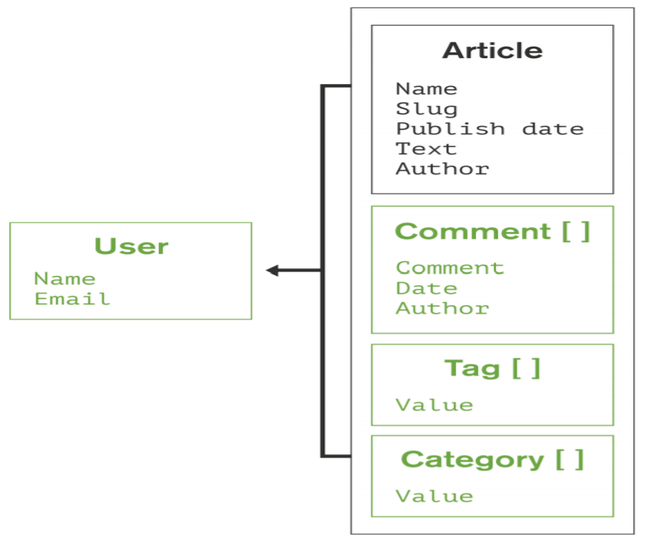 Article
Name
Slug
Publish date
Text
Author
User
Name
Email
Comment [ ]
Comment
Date
Author
Tag [ ]
Value
Category [ ]
Value